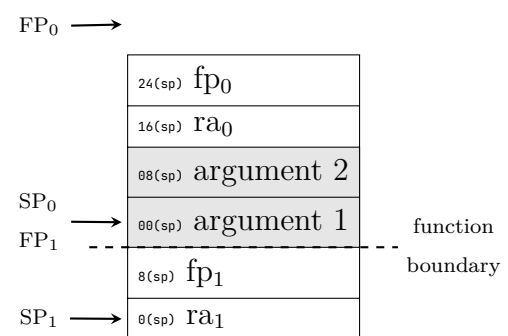 FP₀
24(sp) fp₀
16(sp) ra₀
08(sp) argument 2
SP₀
00(sp) argument 1
function
FP₁
boundary
8(sp) fp₁
SP₁
0(sp) ra₁